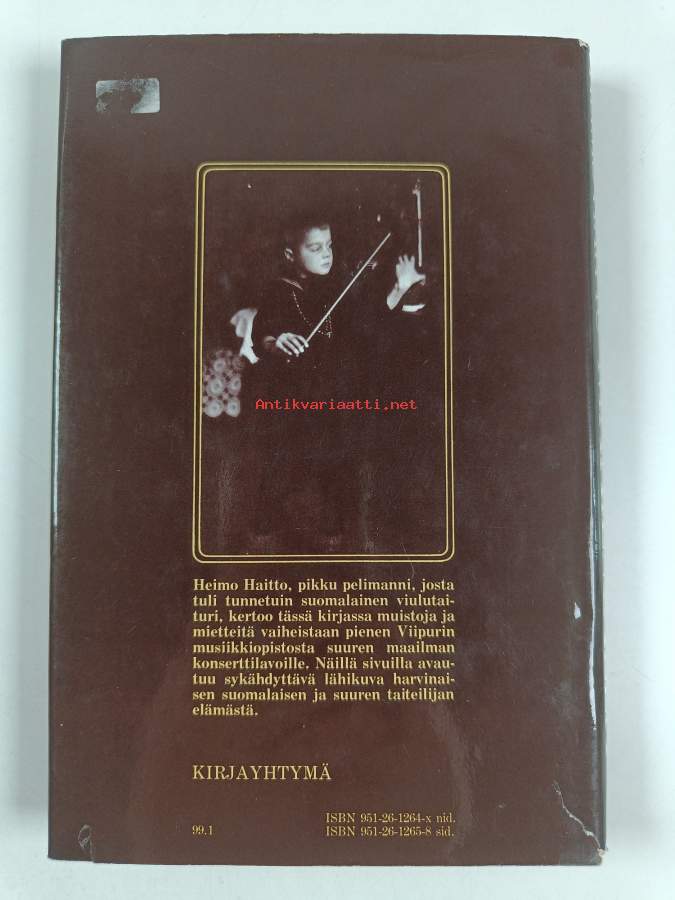 Antikvariaatti.net
Heimo Haitto, pikku pelimanni, josta
tuli tunnetuin suomalainen viulutai-
turi, kertoo tässä kirjassa muistoja ja
mietteitä vaiheistaan pienen Viipurin
musiikkiopistosta suuren maailman
konserttilavoille. Näillä sivuilla avau-
tuu sykähdyttävä lähikuva harvinai-
sen suomalaisen ja suuren taiteilijan
elämästä.
KIRJAYHTYMÄ
ISBN 951-26-1264-x nid.
99.1 ISBN 951-26-1265-8 sid.